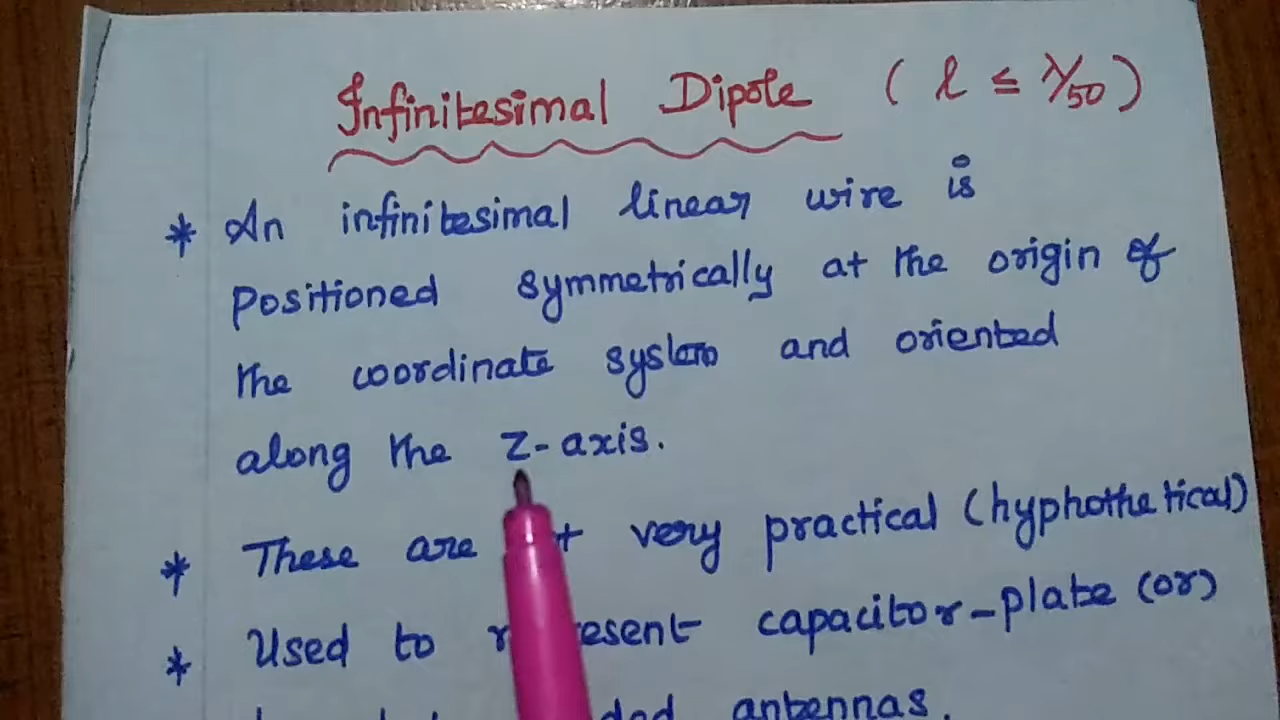 Infinitesimal Dipole ( l ≤ λ/50 )
* An infinitesimal linear wire is
positioned symmetrically at the origin of
the coordinate system and oriented
along the z-axis.
* These are very practical (hyphothetical)
* Used to capacitor-plate (or)
antennas.